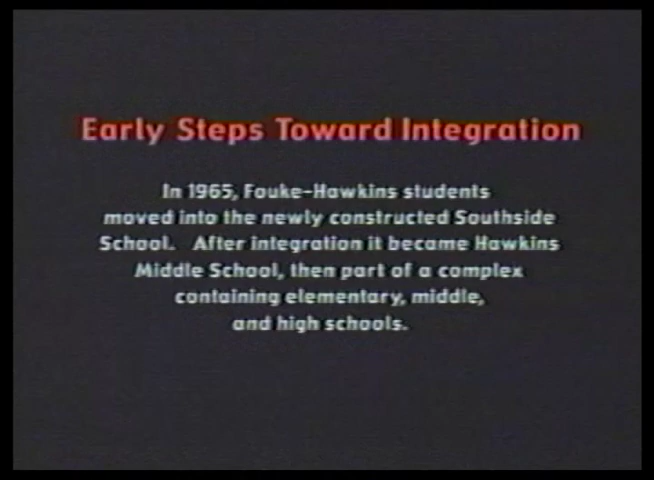 Early Steps Toward Integration
In 1965, Fouke-Hawkins students
moved into the newly constructed Southside
School. After integration it became Hawkins
Middle School, then part of a complex
containing elementary, middle,
and high schools.